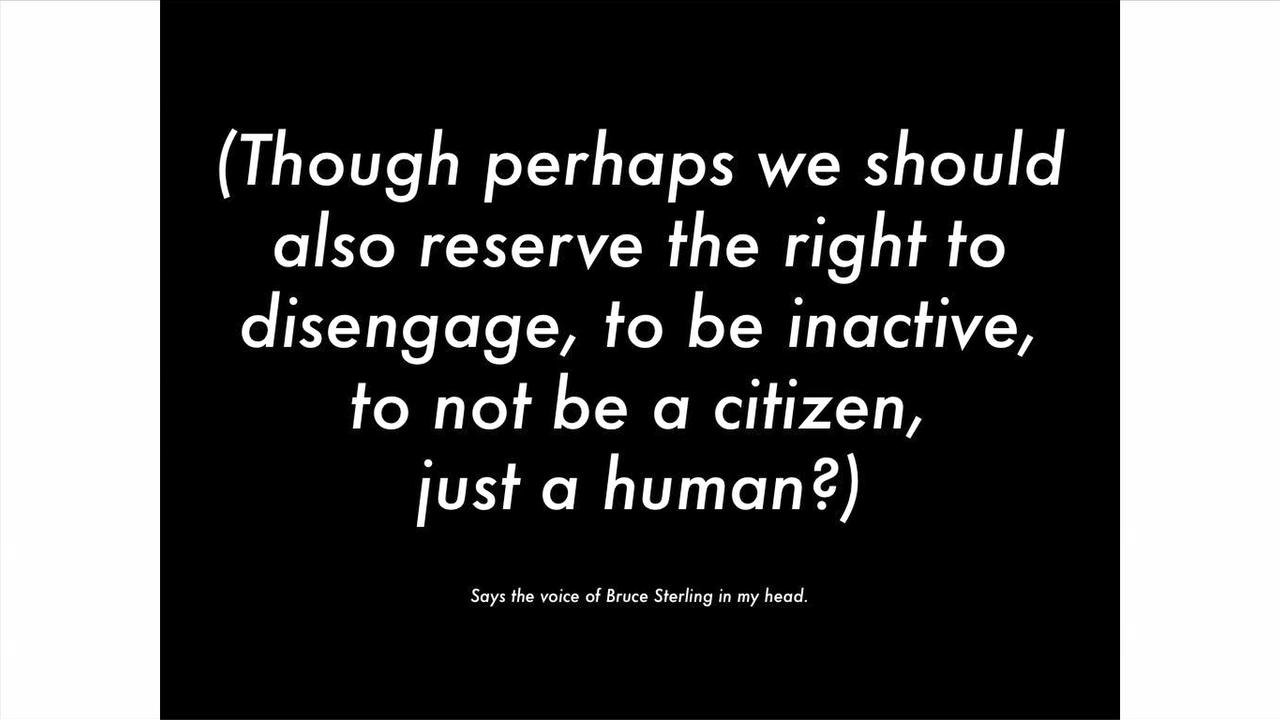 (Though perhaps we should
also reserve the right to
disengage, to be inactive,
to not be a citizen,
just a human?)
Says the voice of Bruce Sterling in my head.